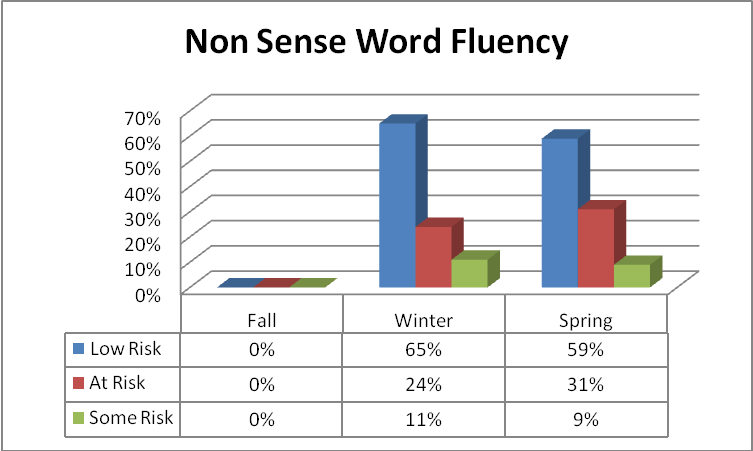 Non Sense Word Fluency
70%
60%
50%
40%
30%
20%
10%
0%
Fall Winter Spring
Low Risk 0% 65% 59%
At Risk 0% 24% 31%
Some Risk 0% 11% 9%